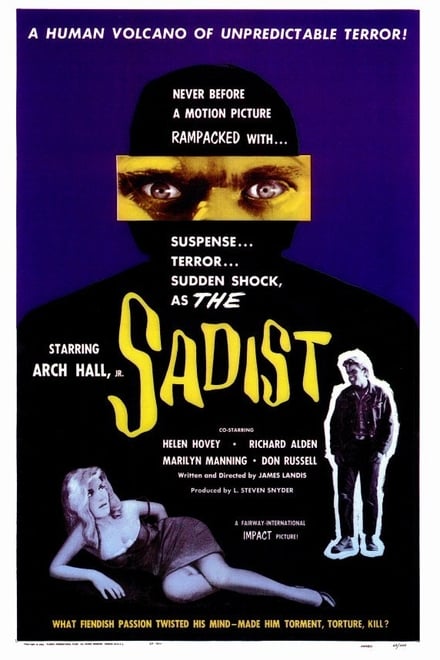 A HUMAN VOLCANO OF UNPREDICTABLE TERROR!
NEVER BEFORE
A MOTION PICTURE
RAMPACKED WITH...
SUSPENSE...
TERROR...
SUDDEN SHOCK,
AS THE
SADIST
STARRING
ARCH HALL, JR.
CO-STARRING
HELEN HOVEY • RICHARD ALDEN
MARILYN MANNING • DON RUSSELL
Written and Directed by JAMES LANDIS
Produced by L. STEVEN SNYDER
A FAIRWAY-INTERNATIONAL
IMPACT PICTURE!
WHAT FIENDISH PASSION TWISTED HIS MIND—MADE HIM TORMENT, TORTURE, KILL?